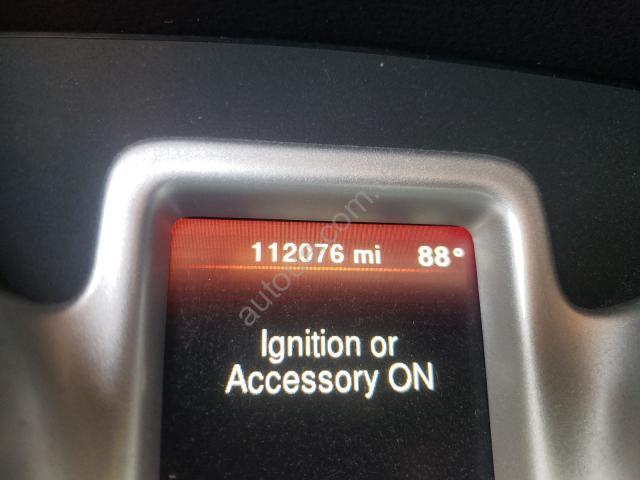 112076 mi 88°
Ignition or
Accessory ON